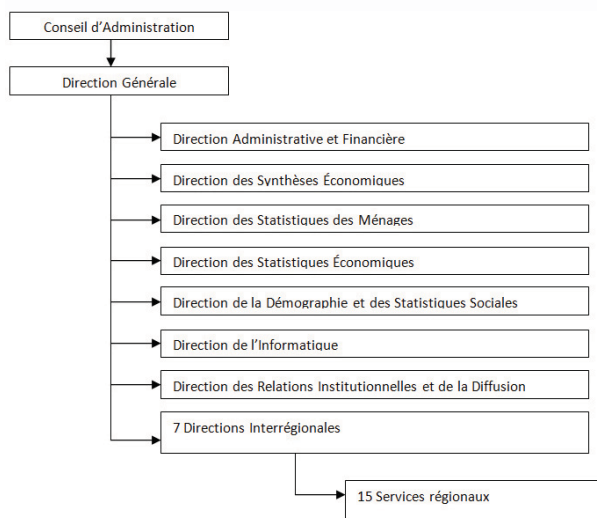 Conseil d’Administration
Direction Générale
Direction Administrative et Financière
Direction des Synthèses Économiques
Direction des Statistiques des Ménages
Direction des Statistiques Économiques
Direction de la Démographie et des Statistiques Sociales
Direction de l’Informatique
Direction des Relations Institutionnelles et de la Diffusion
7 Directions Interrégionales
15 Services régionaux